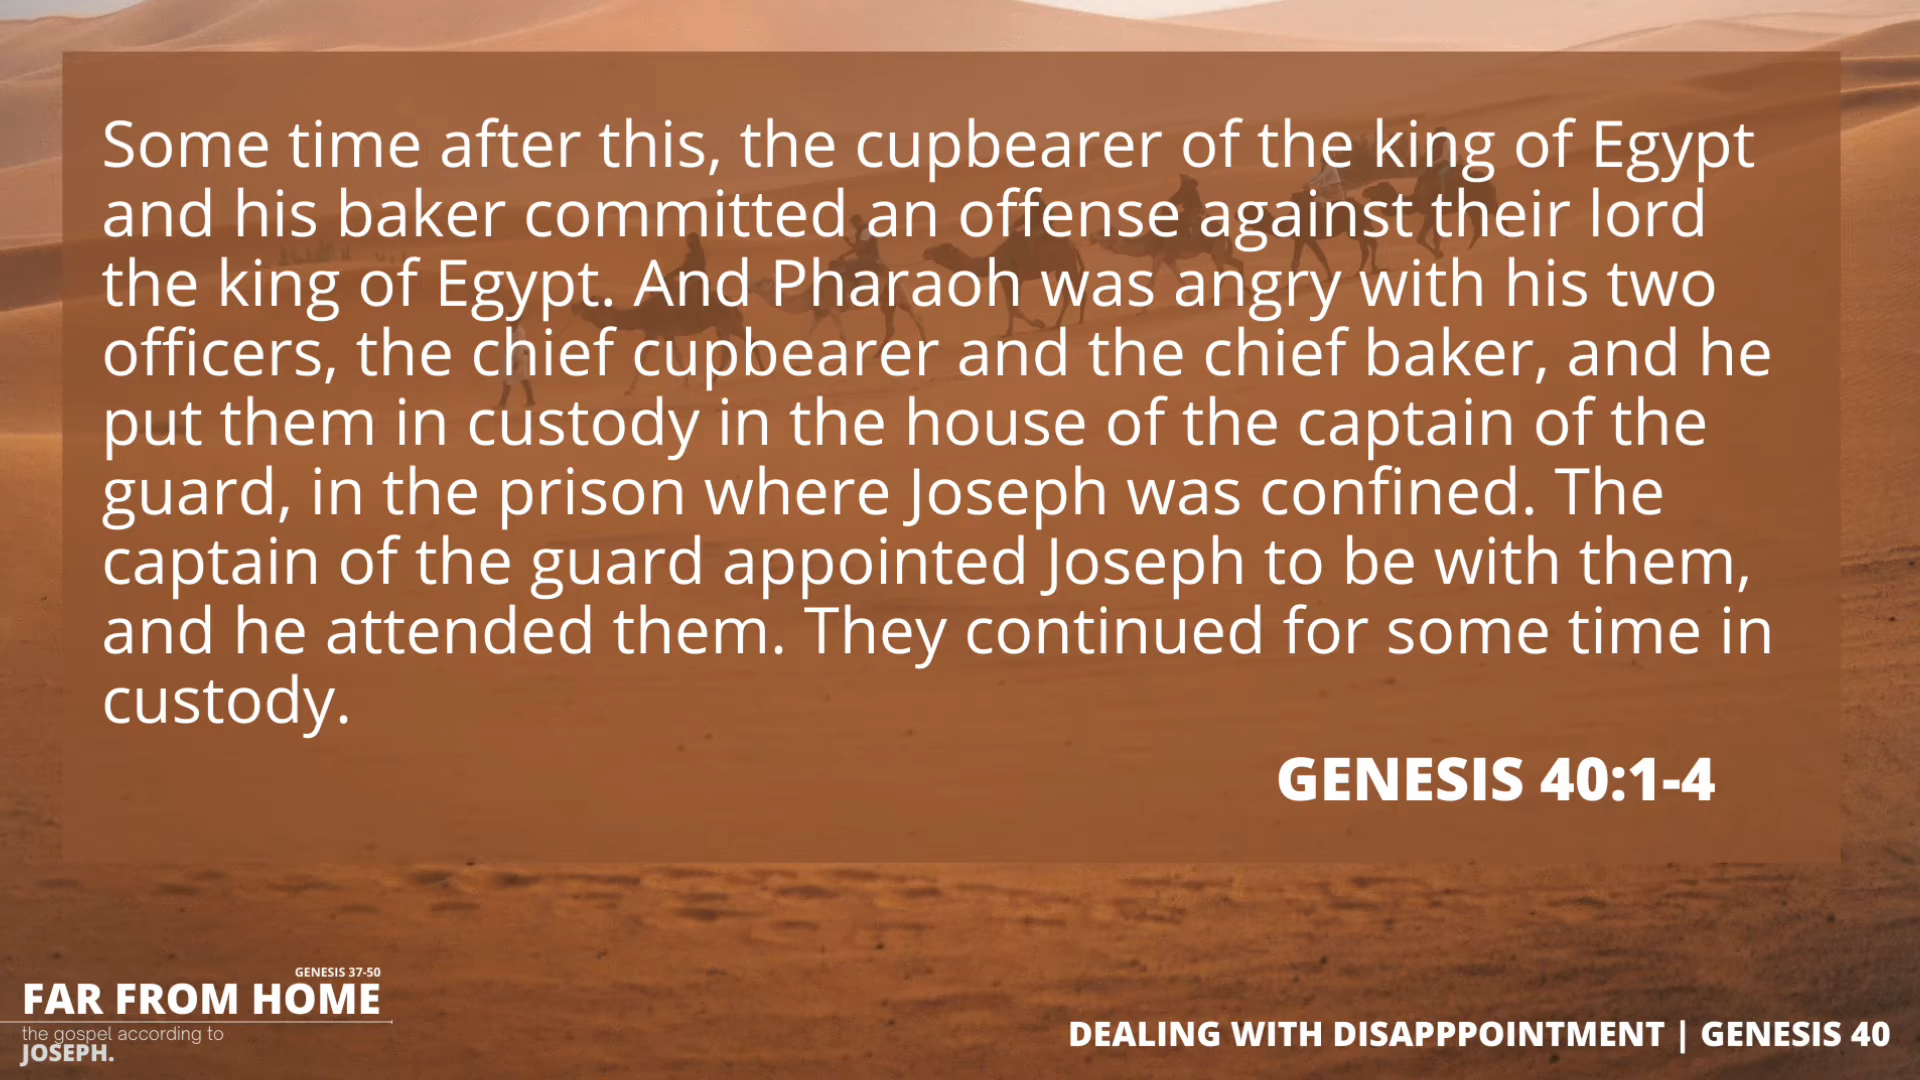 Some time after this, the cupbearer of the king of Egypt
and his baker committed an offense against their lord
the king of Egypt. And Pharaoh was angry with his two
officers, the chief cupbearer and the chief baker, and he
put them in custody in the house of the captain of the
guard, in the prison where Joseph was confined. The
captain of the guard appointed Joseph to be with them,
and he attended them. They continued for some time in
custody.
GENESIS 40:1-4
GENESIS 37-50
FAR FROM HOME
the gospel according to
JOSEPH.
DEALING WITH DISAPPPOINTMENT | GENESIS 40